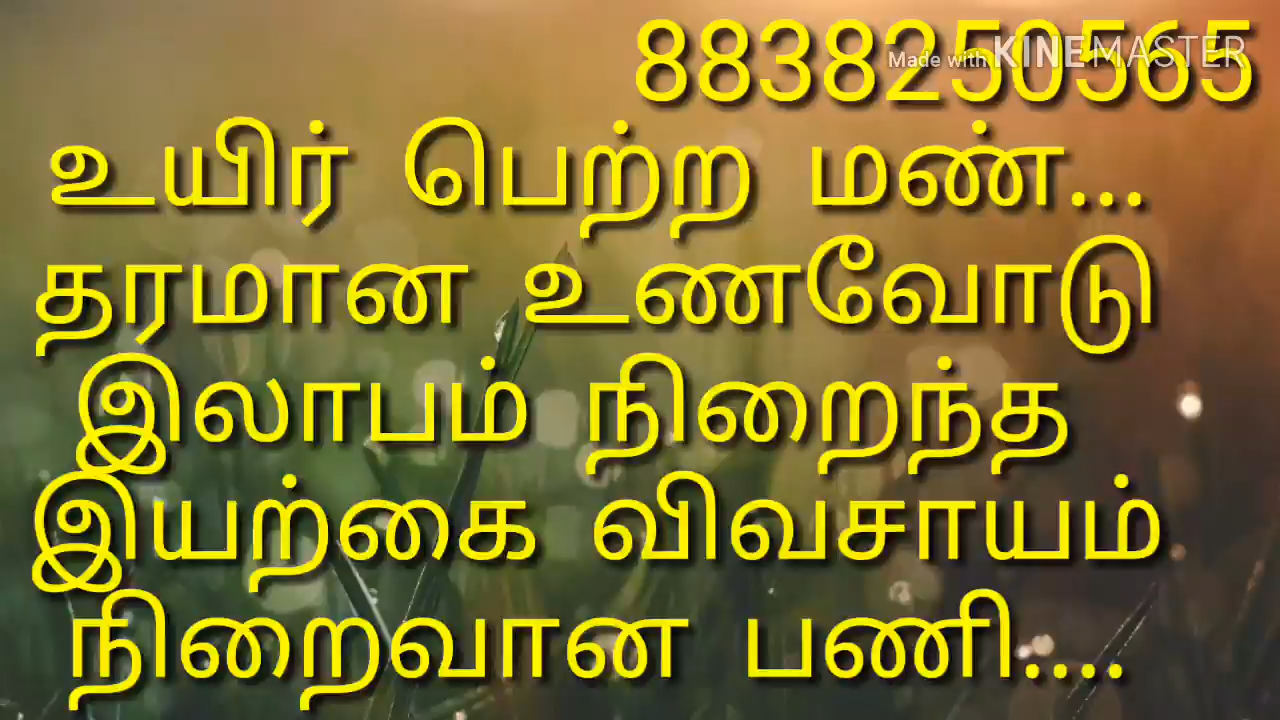 8838250565
Made with KINEMASTER
உயிர் பெற்ற மண்...
தரமான உணவோடு
இலாபம் நிறைந்த
இயற்கை விவசாயம்
நிறைவான பணி....